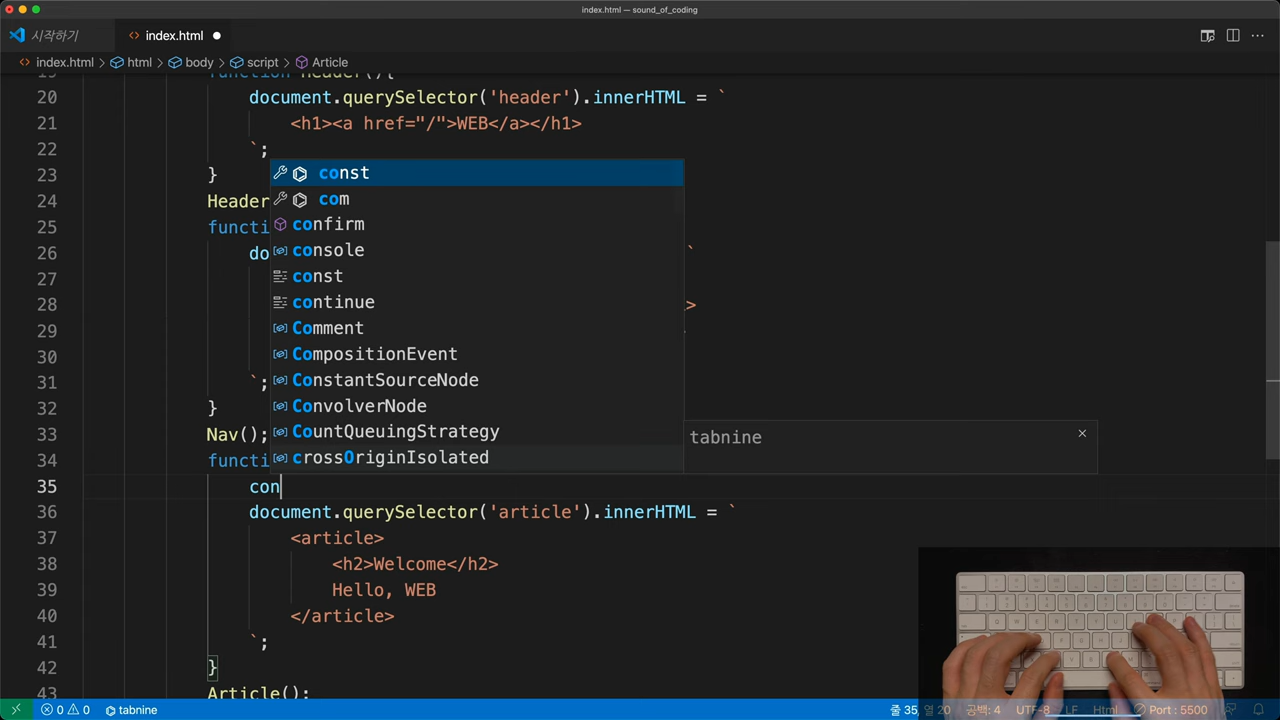 index.html — sound_of_coding
시작하기
index.html
index.html > html > body > script > Article
19 function Header(){
20 document.querySelector('header').innerHTML = `
21 <h1><a href="/">WEB</a></h1>
22 `;
23 }
24 Header
25 functi
26 do `
27
28 >
29
30
31 `;
32 }
33 Nav();
34 functi
35 con
36 document.querySelector('article').innerHTML = `
37 <article>
38 <h2>Welcome</h2>
39 Hello, WEB
40 </article>
41 `;
42 }
43 Article();
const
com
confirm
console
const
continue
Comment
CompositionEvent
ConstantSourceNode
ConvolverNode
CountQueuingStrategy
crossOriginIsolated
tabnine
0 0 tabnine
줄 35, 열 20 공백: 4 UTF-8 LF Html Port : 5500